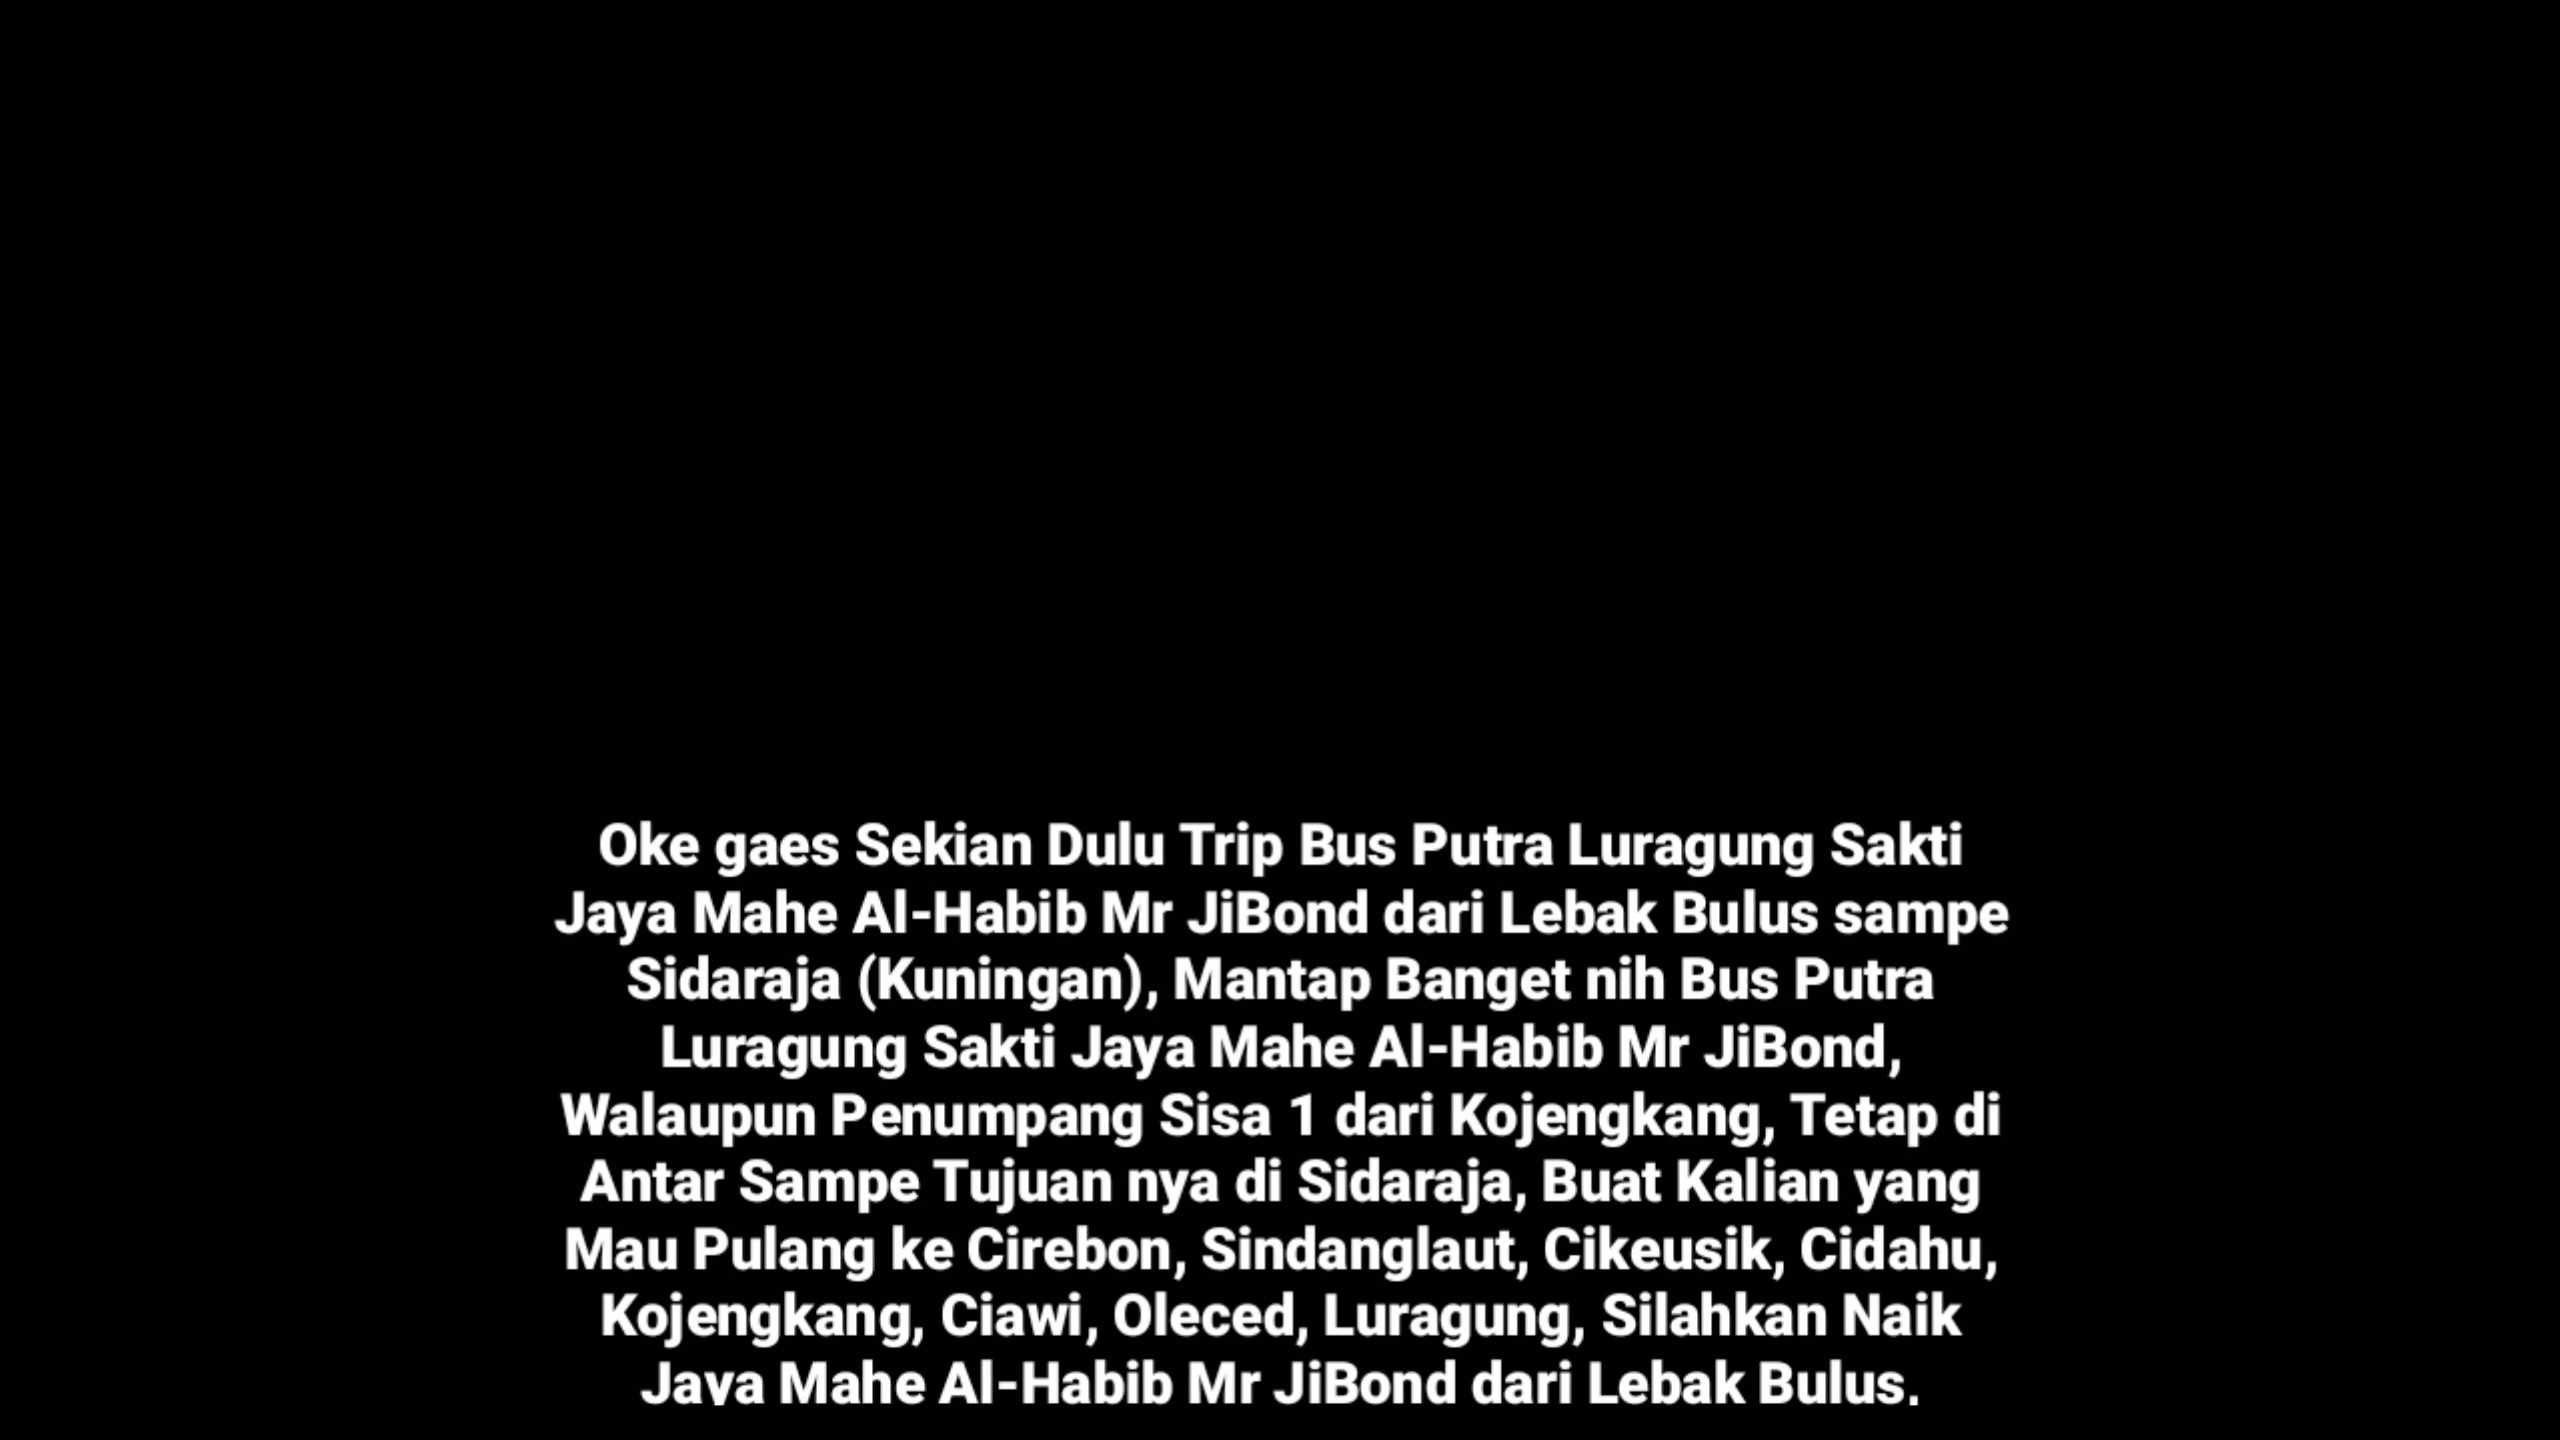 Oke gaes Sekian Dulu Trip Bus Putra Luragung Sakti
Jaya Mahe Al-Habib Mr JiBond dari Lebak Bulus sampe
Sidaraja (Kuningan), Mantap Banget nih Bus Putra
Luragung Sakti Jaya Mahe Al-Habib Mr JiBond,
Walaupun Penumpang Sisa 1 dari Kojengkang, Tetap di
Antar Sampe Tujuan nya di Sidaraja, Buat Kalian yang
Mau Pulang ke Cirebon, Sindanglaut, Cikeusik, Cidahu,
Kojengkang, Ciawi, Oleced, Luragung, Silahkan Naik
Jaya Mahe Al-Habib Mr JiBond dari Lebak Bulus.